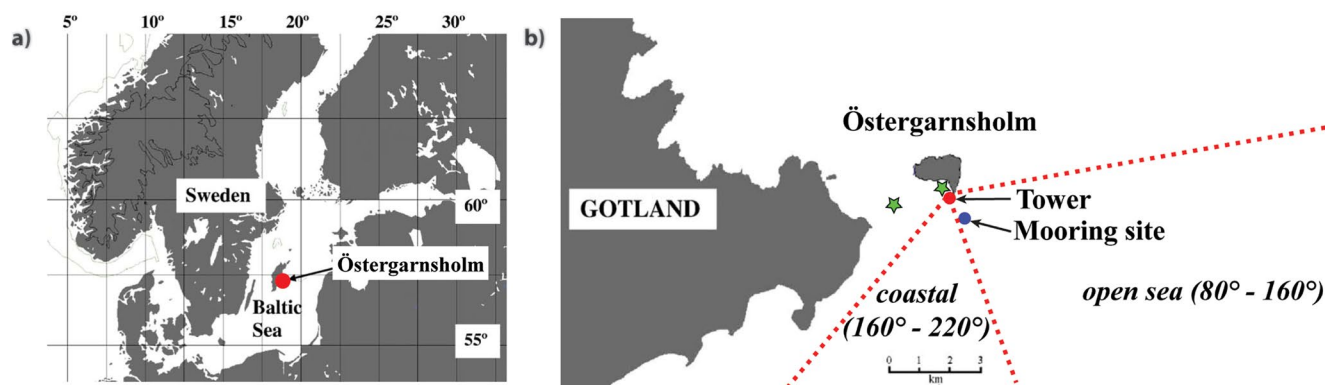 a)
5º 10º 15º 20º 25º 30º
Sweden
60º
Östergarnsholm
Baltic
Sea
55º
b)
Östergarnsholm
GOTLAND
Tower
Mooring site
coastal
(160° - 220°)
open sea (80° - 160°)
0 1 2 3
km